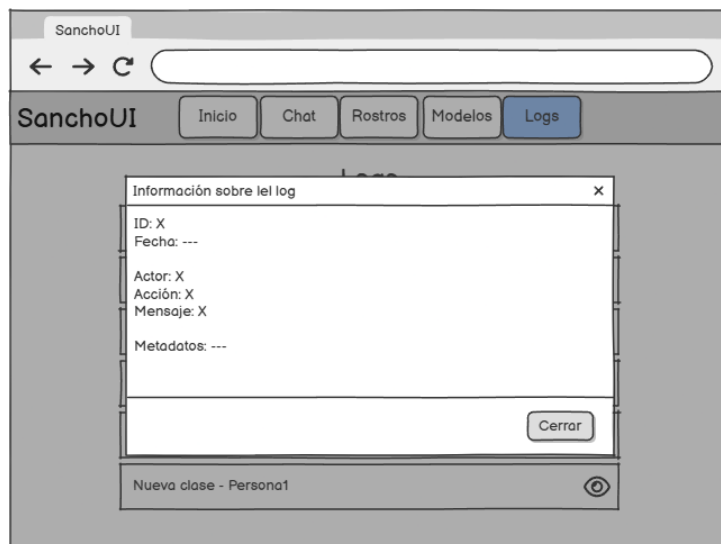 SanchoUI
SanchoUI
Inicio
Chat
Rostros
Modelos
Logs
Logs
Información sobre lel log
ID: X
Fecha: ---
Actor: X
Acción: X
Mensaje: X
Metadatos: ---
Cerrar
Nueva clase - Persona1